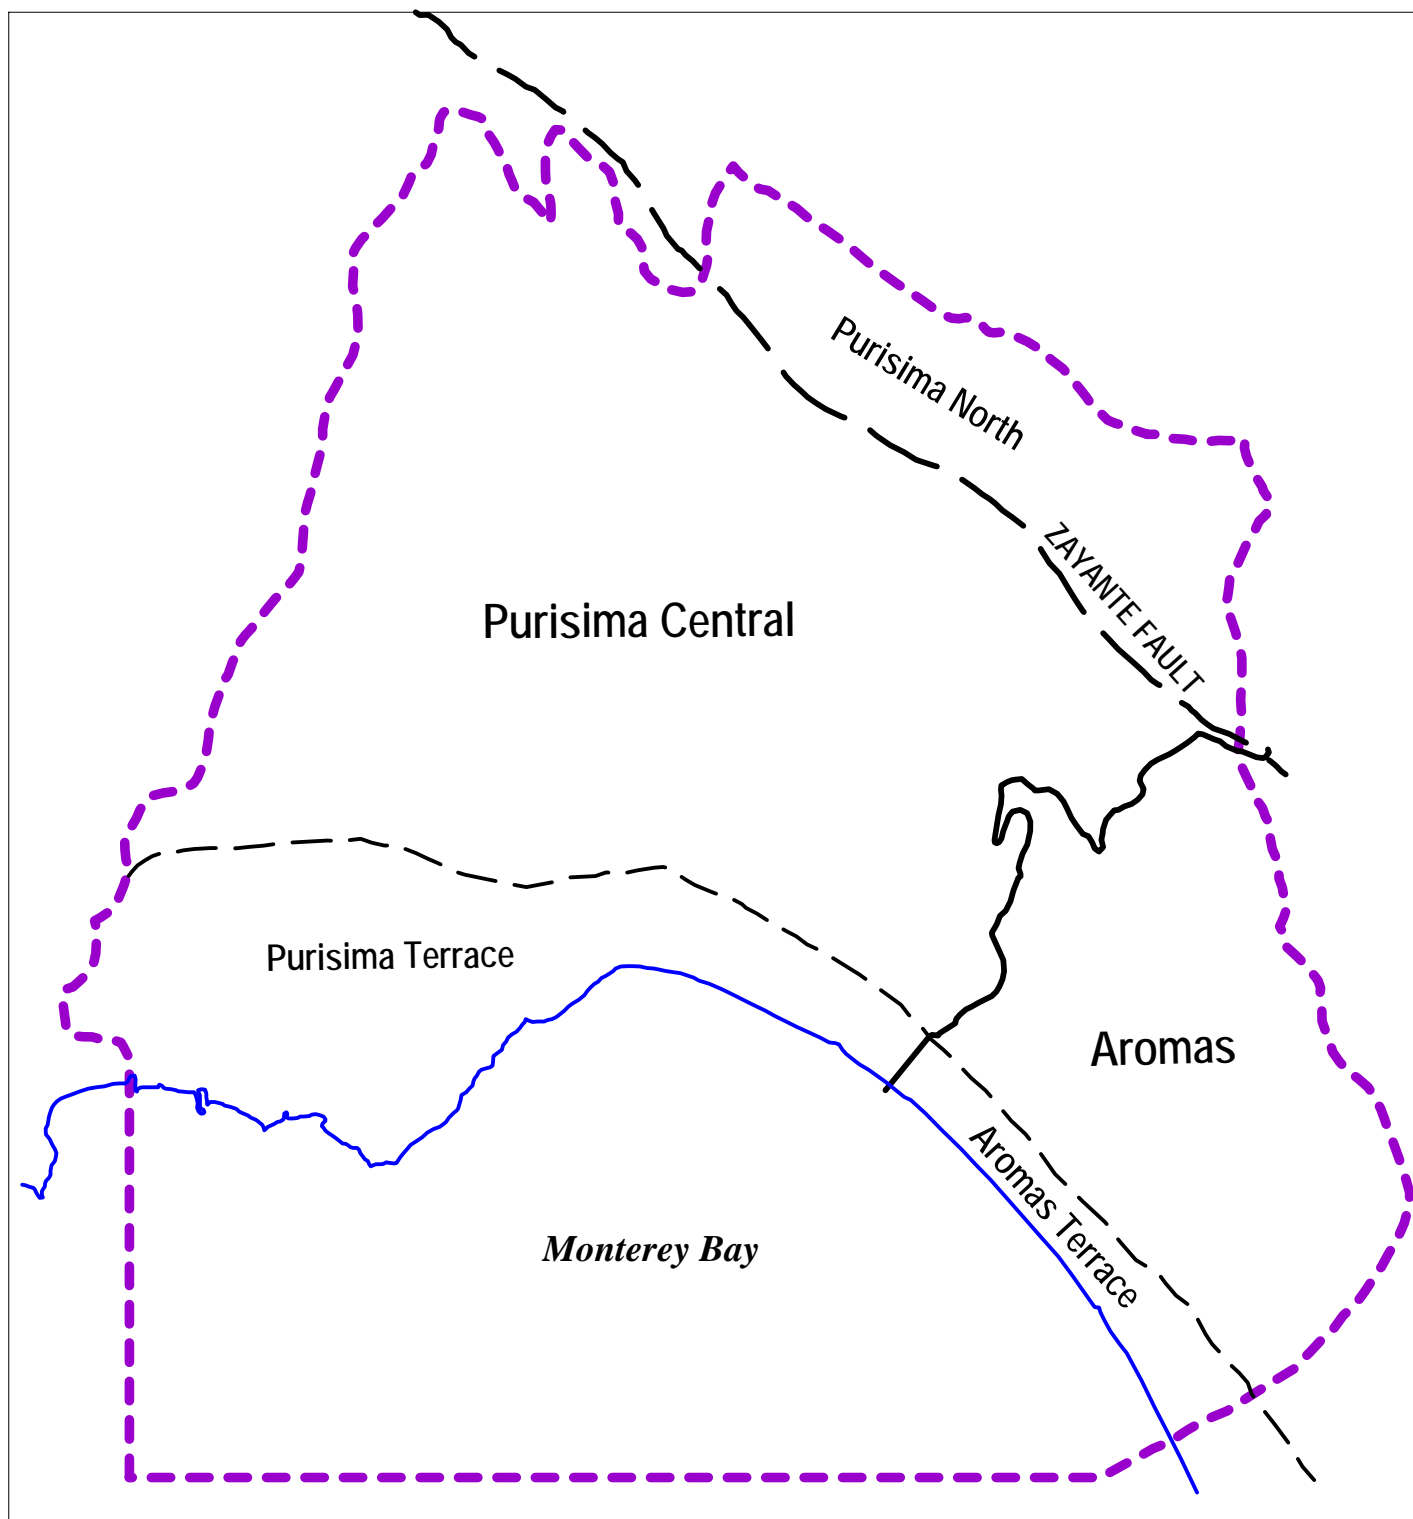 Purisima North
ZAYANTE FAULT
Purisima Central
Purisima Terrace
Aromas
Aromas Terrace
Monterey Bay